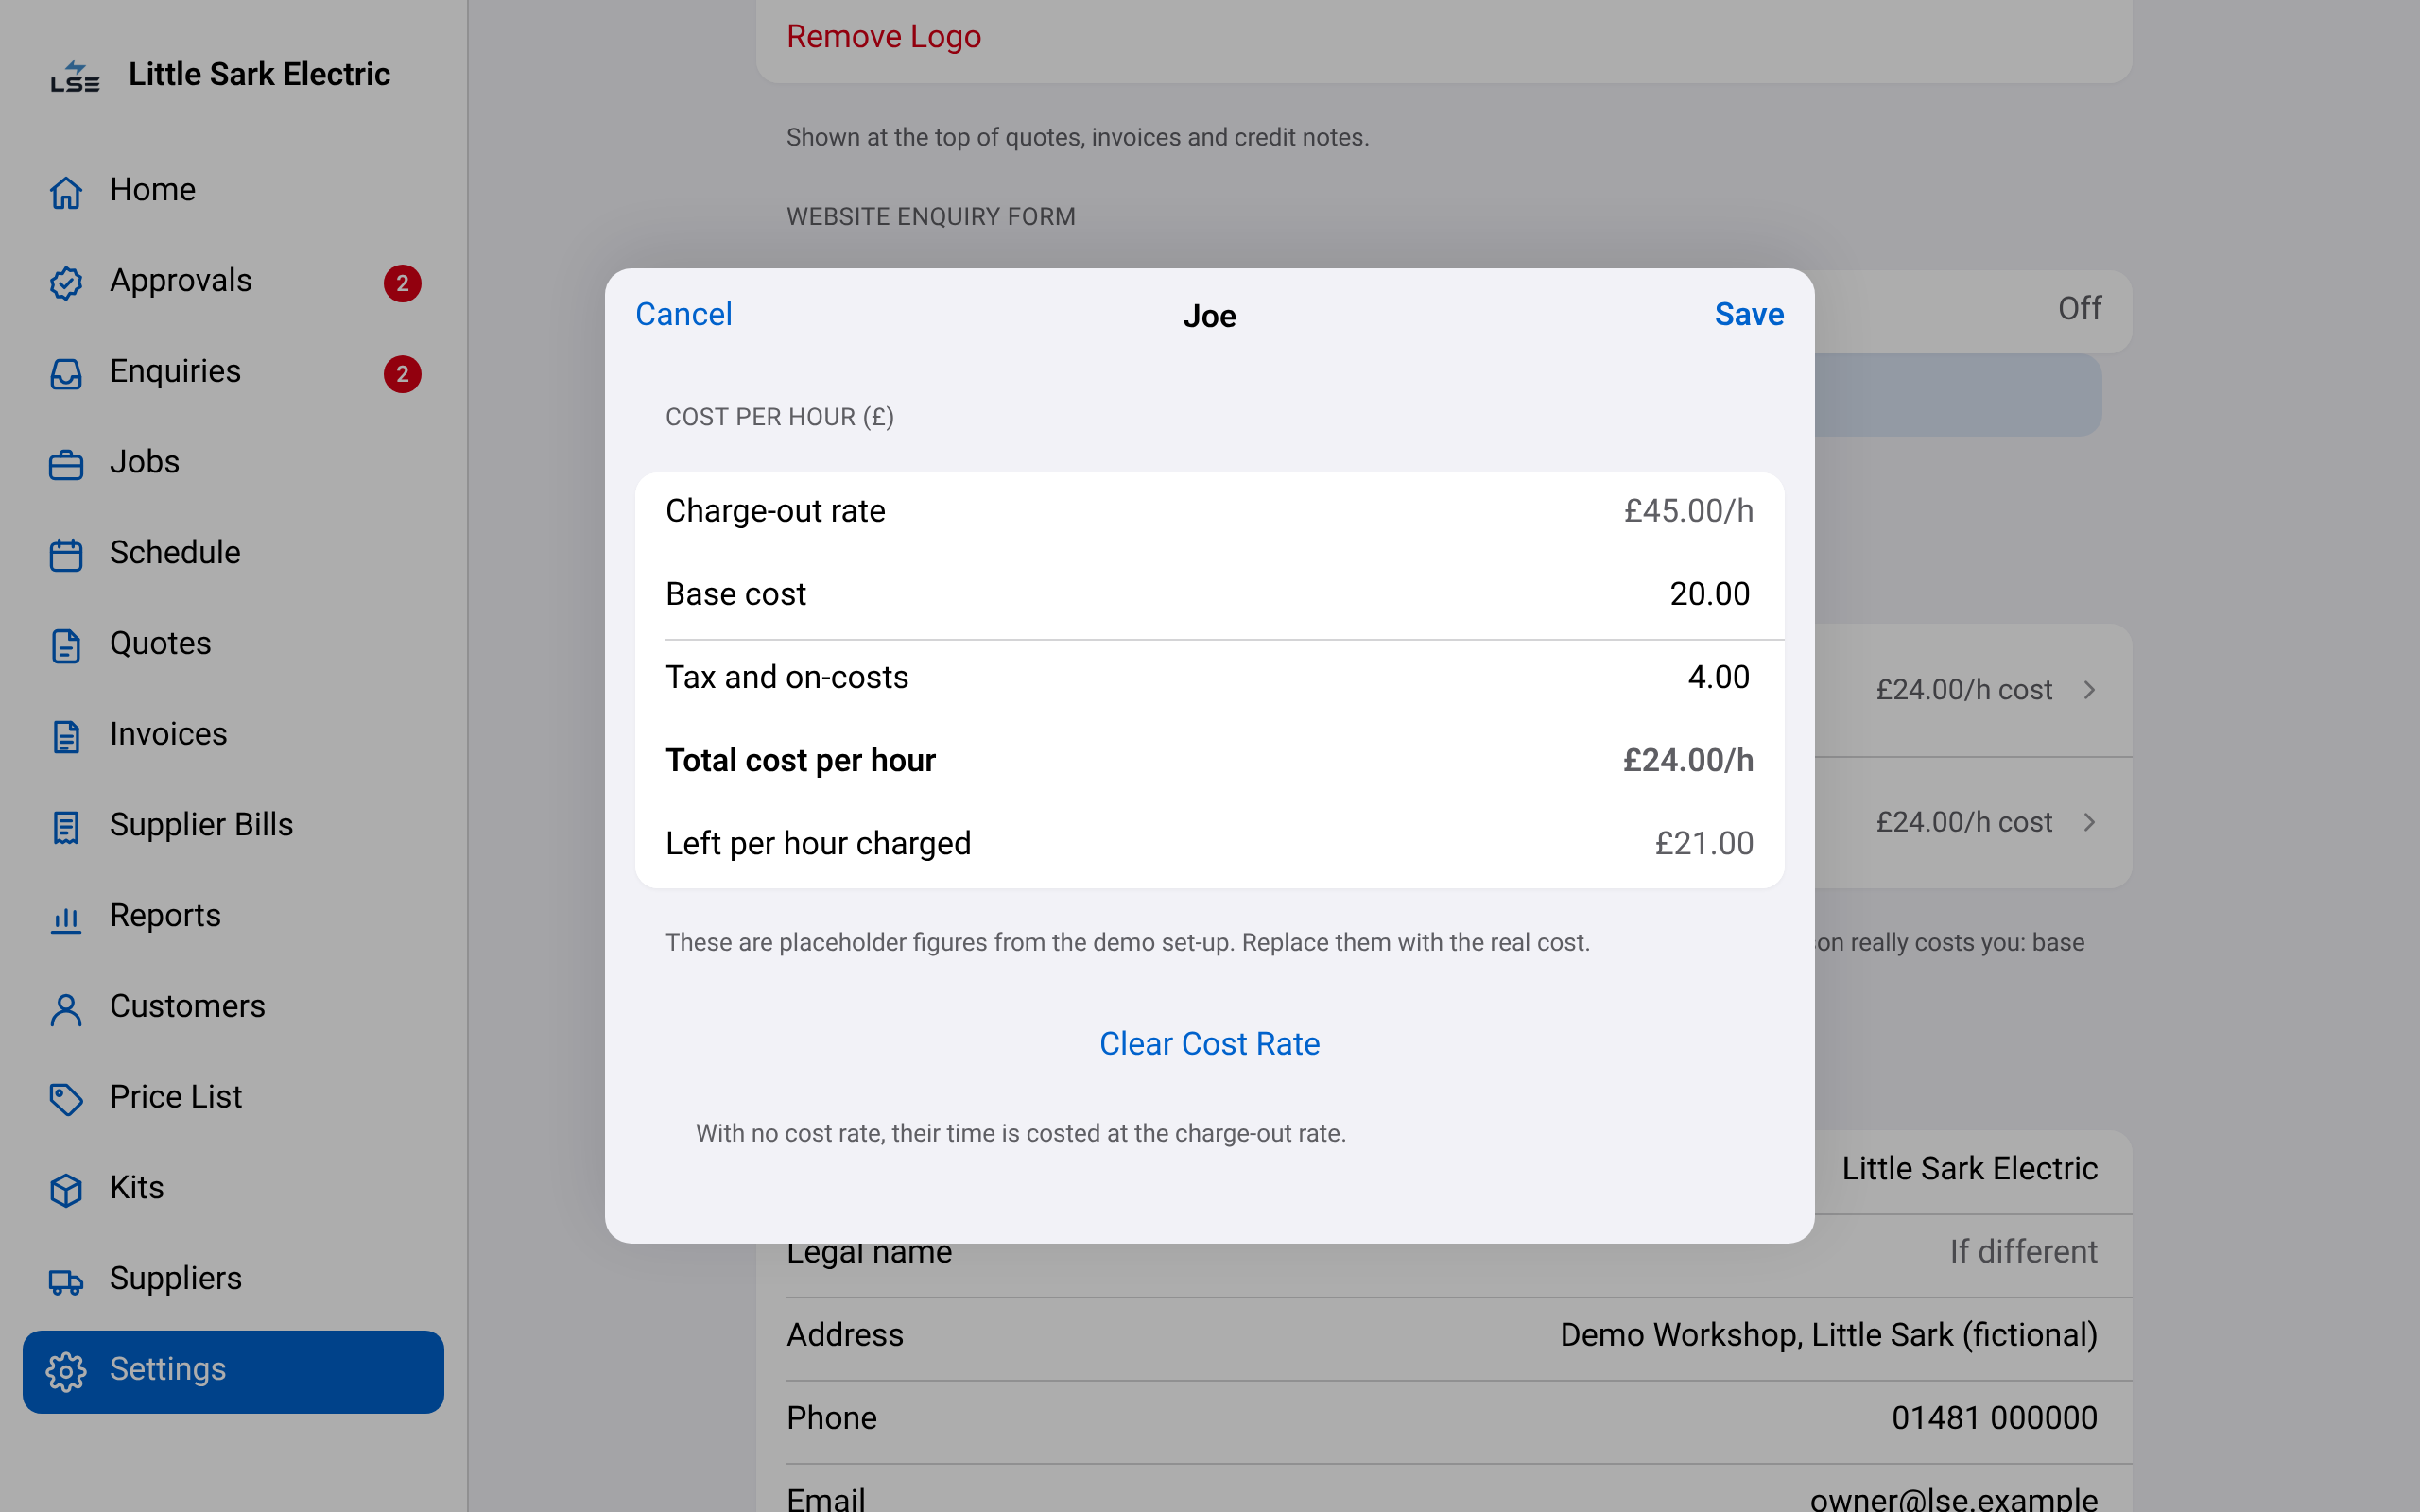 LSE Little Sark Electric
Home
Approvals 2
Enquiries 2
Jobs
Schedule
Quotes
Invoices
Supplier Bills
Reports
Customers
Price List
Kits
Suppliers
Settings
Remove Logo
Shown at the top of quotes, invoices and credit notes.
WEBSITE ENQUIRY FORM
Off
Cancel Joe Save
COST PER HOUR (£)
Charge-out rate £45.00/h
Base cost 20.00
Tax and on-costs 4.00
Total cost per hour £24.00/h
Left per hour charged £21.00
These are placeholder figures from the demo set-up. Replace them with the real cost.
Clear Cost Rate
With no cost rate, their time is costed at the charge-out rate.
£24.00/h cost
£24.00/h cost
really costs you: base
Little Sark Electric
Legal name If different
Address Demo Workshop, Little Sark (fictional)
Phone 01481 000000
Email owner@lse.example